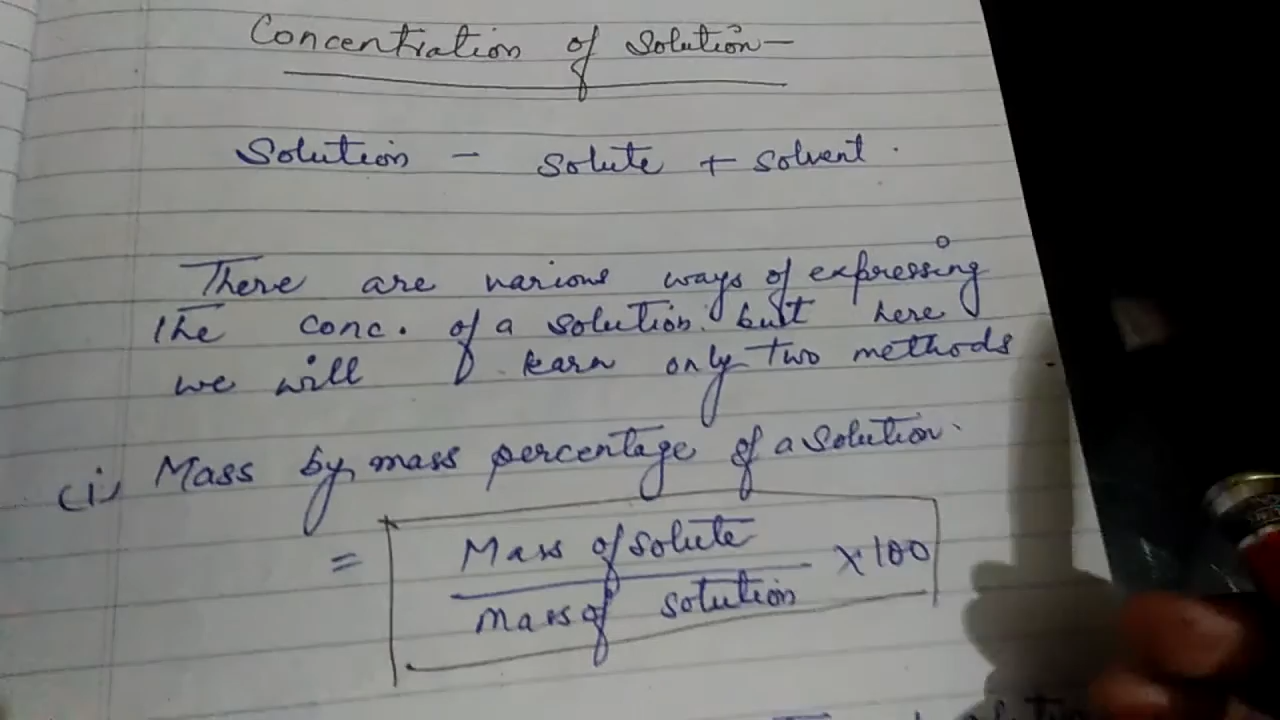 Concentration of Solution—
Solution - Solute + Solvent.
There are various ways of expressing
the conc. of a solution. but here
we will learn only two methods.
(i) Mass by mass percentage of a Solution.
= Mass of solute
Mass of solution × 100